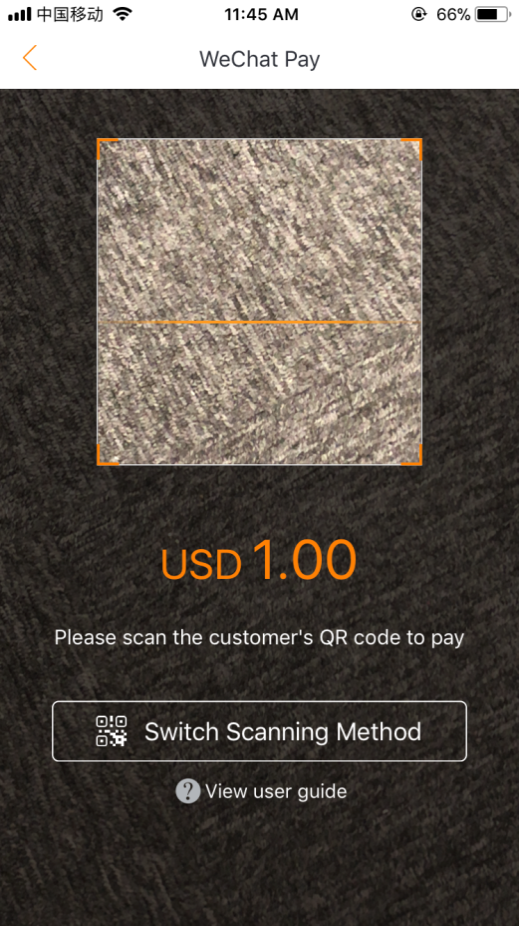 中国移动
11:45 AM
66%
WeChat Pay
USD 1.00
Please scan the customer's QR code to pay
Switch Scanning Method
? View user guide